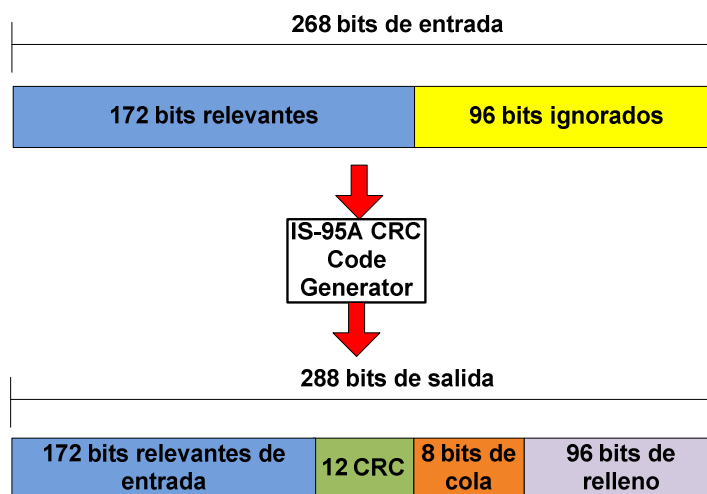 268 bits de entrada
172 bits relevantes
96 bits ignorados
IS-95A CRC
Code
Generator
288 bits de salida
172 bits relevantes de
entrada
12 CRC
8 bits de
cola
96 bits de
relleno